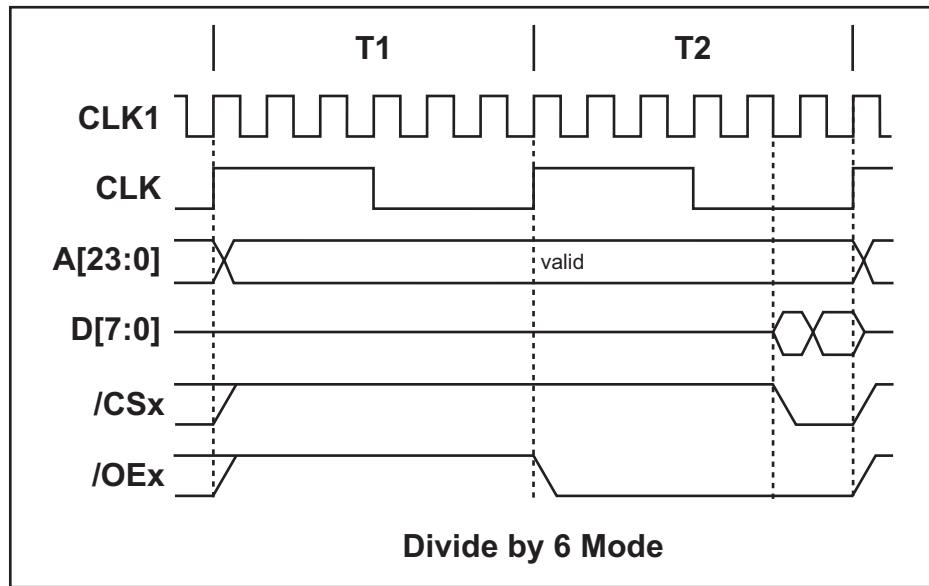 T1 T2
CLK1
CLK
A[23:0] valid
D[7:0]
/CSx
/OEx
Divide by 6 Mode